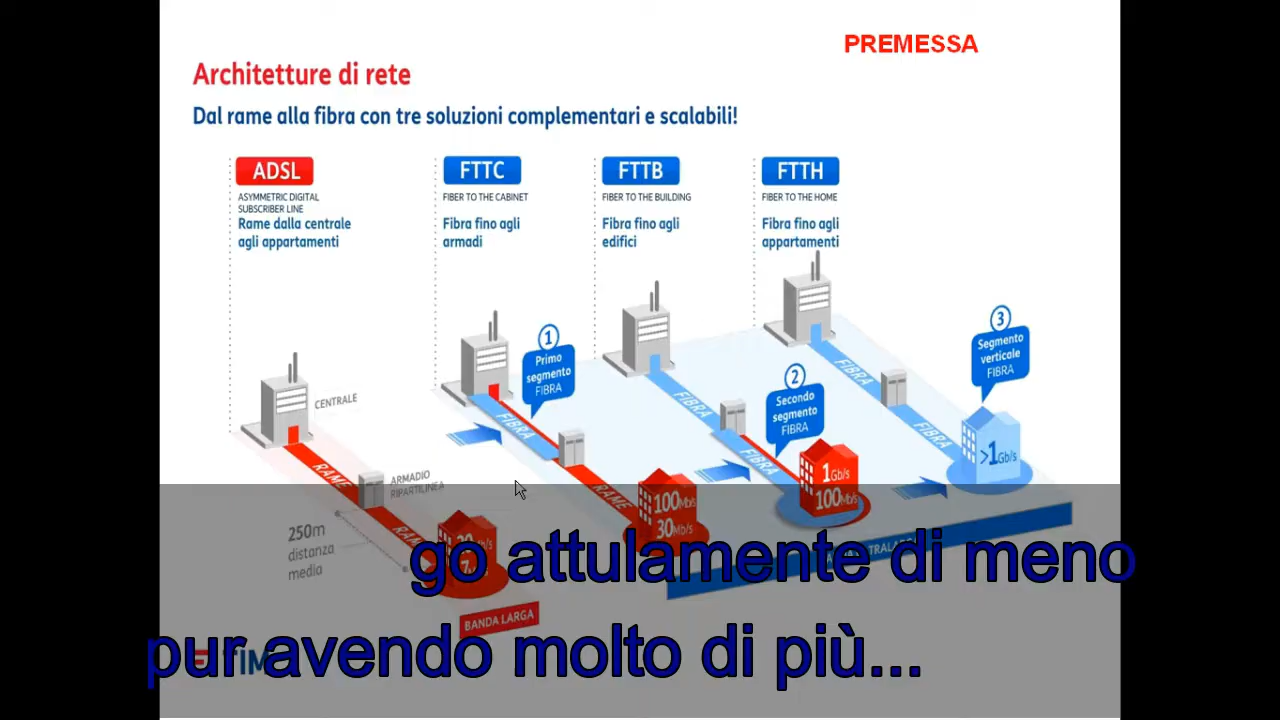 PREMESSA
Architetture di rete
Dal rame alla fibra con tre soluzioni complementari e scalabili!
ADSL
ASYMMETRIC DIGITAL
SUBSCRIBER LINE
Rame dalla centrale
agli appartamenti
FTTC
FIBER TO THE CABINET
Fibra fino agli
armadi
FTTB
FIBER TO THE BUILDING
Fibra fino agli
edifici
FTTH
FIBER TO THE HOME
Fibra fino agli
appartamenti
CENTRALE
RAME
ARMADIO
RIPARTILINEA
250m
distanza
media
BANDA LARGA
1
Primo
segmento
FIBRA
FIBRA
RAME
100Mb/s
30Mb/s
FIBRA
2
Secondo
segmento
FIBRA
FIBRA
1Gb/s
100Mb/s
FIBRA
FIBRA
3
Segmento
verticale
FIBRA
>1Gb/s
go attulamente di meno
pur avendo molto di più...
TIM